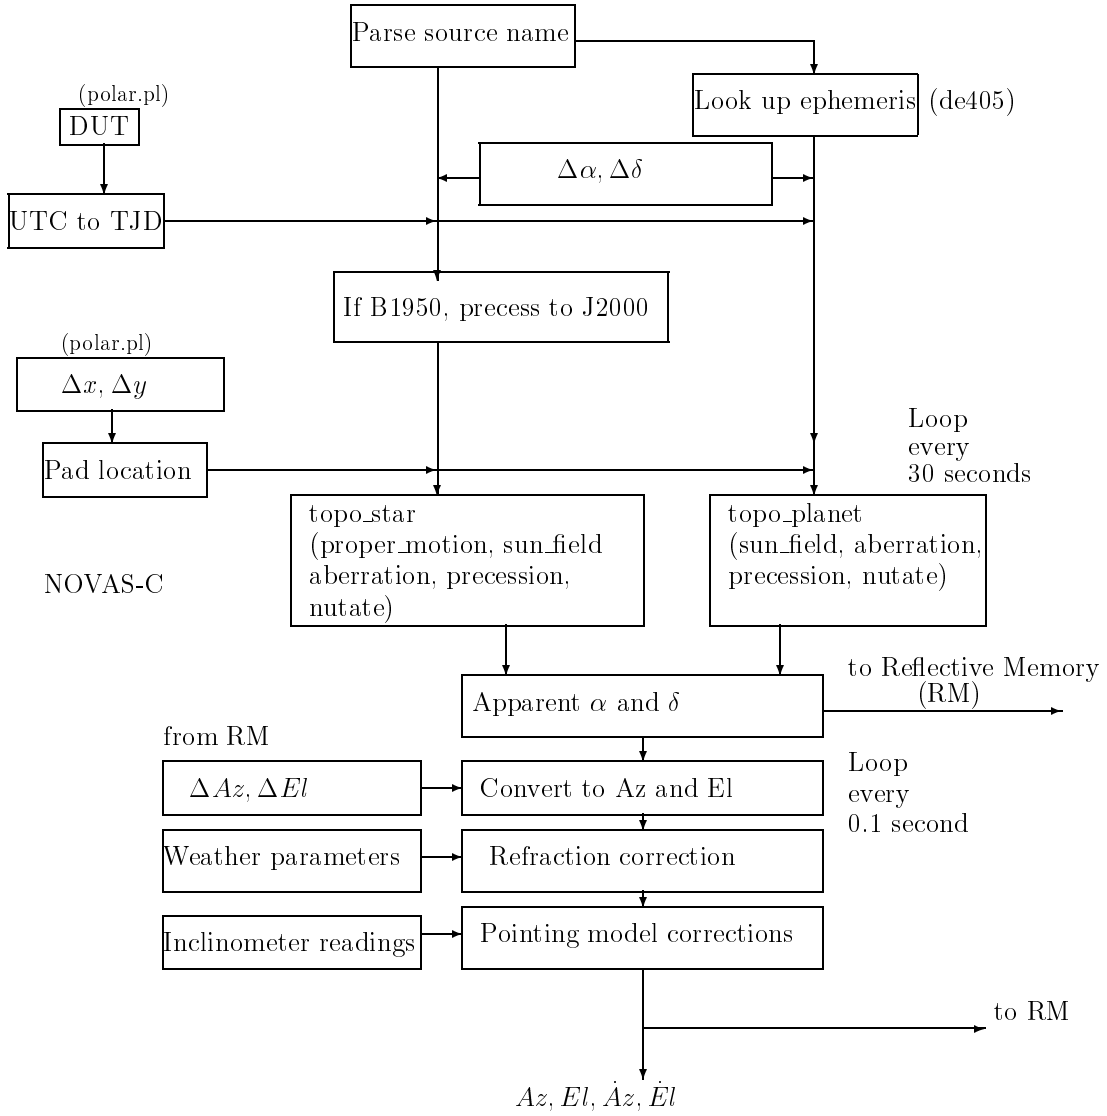 Parse source name
(polar.pl)
Look up ephemeris (de405)
DUT
Δα, Δδ
UTC to TJD
If B1950, precess to J2000
(polar.pl)
Δx, Δy
Loop
every
30 seconds
Pad location
topo_star
(proper_motion, sun_field
aberration, precession,
nutate)
topo_planet
(sun_field, aberration,
precession, nutate)
NOVAS-C
to Reflective Memory
(RM)
Apparent α and δ
from RM
ΔAz, ΔEl
Convert to Az and El
Loop
every
0.1 second
Weather parameters
Refraction correction
Inclinometer readings
Pointing model corrections
to RM
Az, El, Ȧz, Ėl